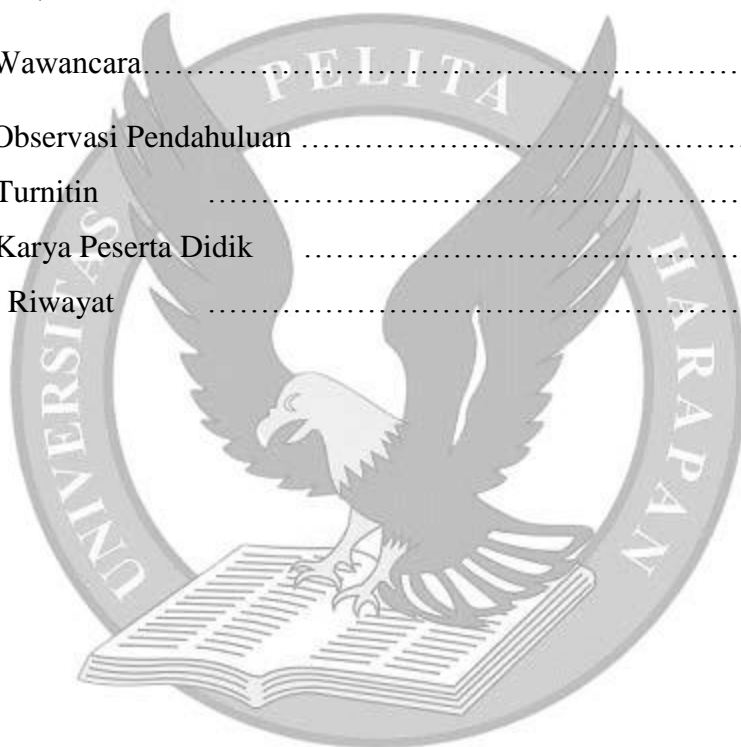 Wawancara……………………………………………………
Observasi Pendahuluan ……………………………………
Turnitin ……………………………………………………
Karya Peserta Didik ……………………………………
Riwayat ……………………………………………………
UNIVERSITAS PELITA HARAPAN